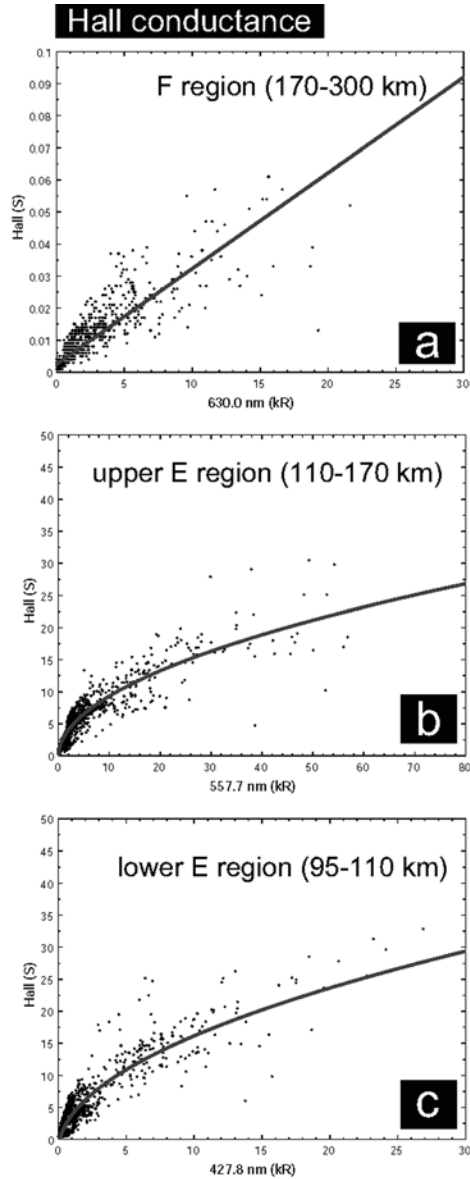 Hall conductance
F region (170-300 km)
Hall (S)
0.1
0.09
0.08
0.07
0.06
0.05
0.04
0.03
0.02
0.01
0
0 5 10 15 20 25 30
630.0 nm (kR)
a
upper E region (110-170 km)
Hall (S)
50
45
40
35
30
25
20
15
10
5
0
0 10 20 30 40 50 60 70 80
557.7 nm (kR)
b
lower E region (95-110 km)
Hall (S)
50
45
40
35
30
25
20
15
10
5
0
0 5 10 15 20 25 30
427.8 nm (kR)
c